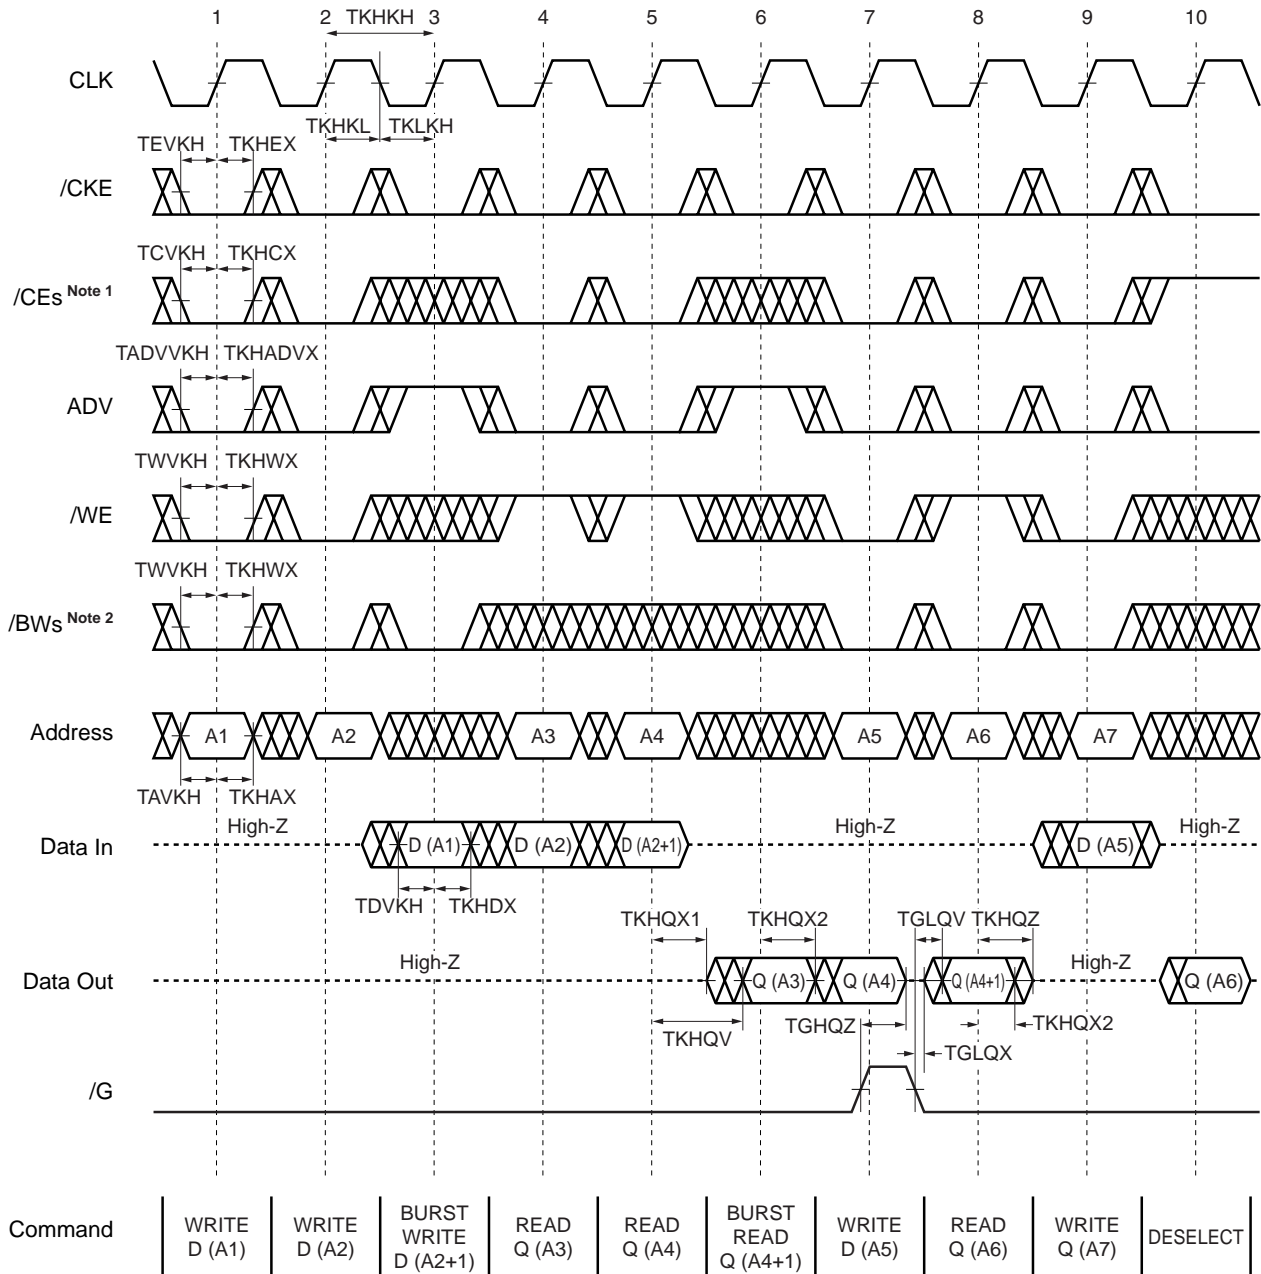 1 2 3 4 5 6 7 8 9 10
TKHKH
CLK
TKHKL TKLKH
TEVKH TKHEX
/CKE
TCVKH TKHCX
/CEs Note 1
TADVVKH TKHADVX
ADV
TWVKH TKHWX
/WE
TWVKH TKHWX
/BWs Note 2
Address A1 A2 A3 A4 A5 A6 A7
TAVKH TKHAX
High-Z High-Z High-Z
Data In D (A1) D (A2) D (A2+1) D (A5)
TDVKH TKHDX
TKHQX1 TKHQX2 TGLQV TKHQZ
High-Z High-Z
Data Out Q (A3) Q (A4) Q (A4+1) Q (A6)
TKHQV TGHQZ TKHQX2
TGLQX
/G
Command
WRITE
D (A1)
WRITE
D (A2)
BURST
WRITE
D (A2+1)
READ
Q (A3)
READ
Q (A4)
BURST
READ
Q (A4+1)
WRITE
D (A5)
READ
Q (A6)
WRITE
Q (A7)
DESELECT